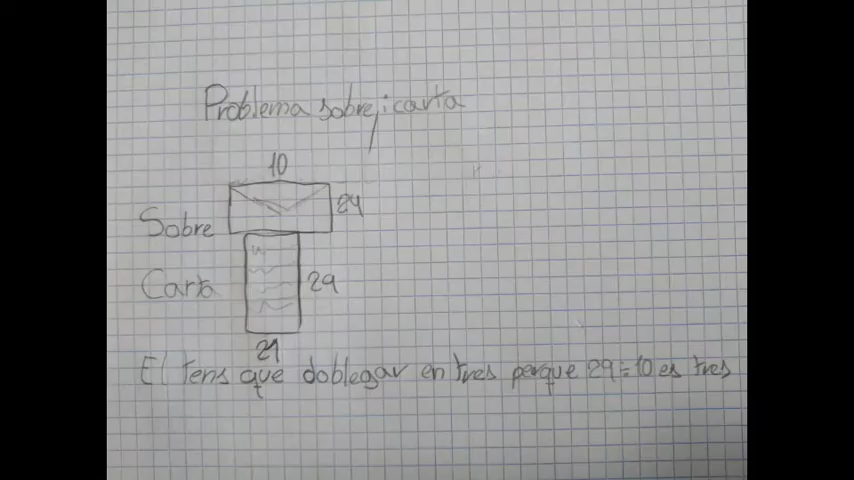 Problema sobre i carta
10
24
Sobre
Carta
29
21
El tens que doblegar en tres perque 29 : 10 es tres